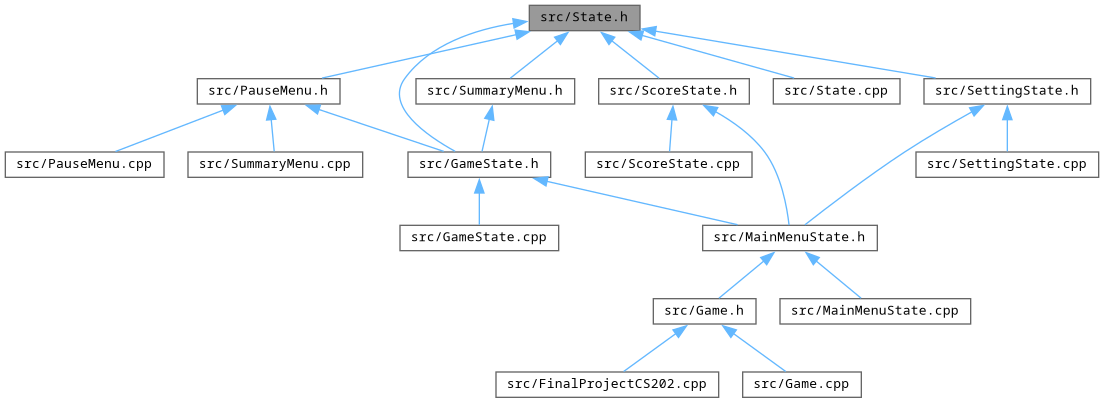 src/State.h
src/PauseMenu.h
src/SummaryMenu.h
src/ScoreState.h
src/State.cpp
src/SettingState.h
src/PauseMenu.cpp
src/SummaryMenu.cpp
src/GameState.h
src/ScoreState.cpp
src/SettingState.cpp
src/GameState.cpp
src/MainMenuState.h
src/Game.h
src/MainMenuState.cpp
src/FinalProjectCS202.cpp
src/Game.cpp